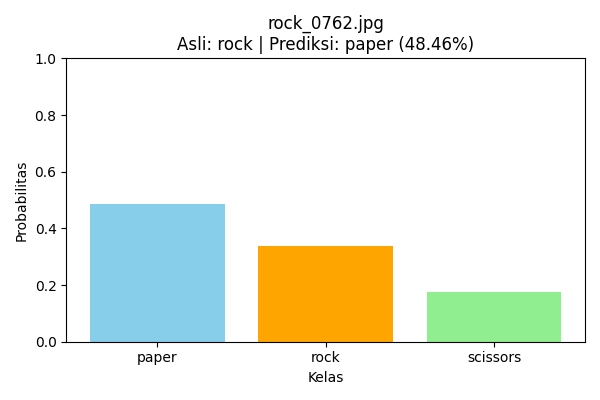 rock_0762.jpg
Asli: rock | Prediksi: paper (48.46%)
1.0
0.8
0.6
0.4
0.2
0.0
Probabilitas
paper rock scissors
Kelas